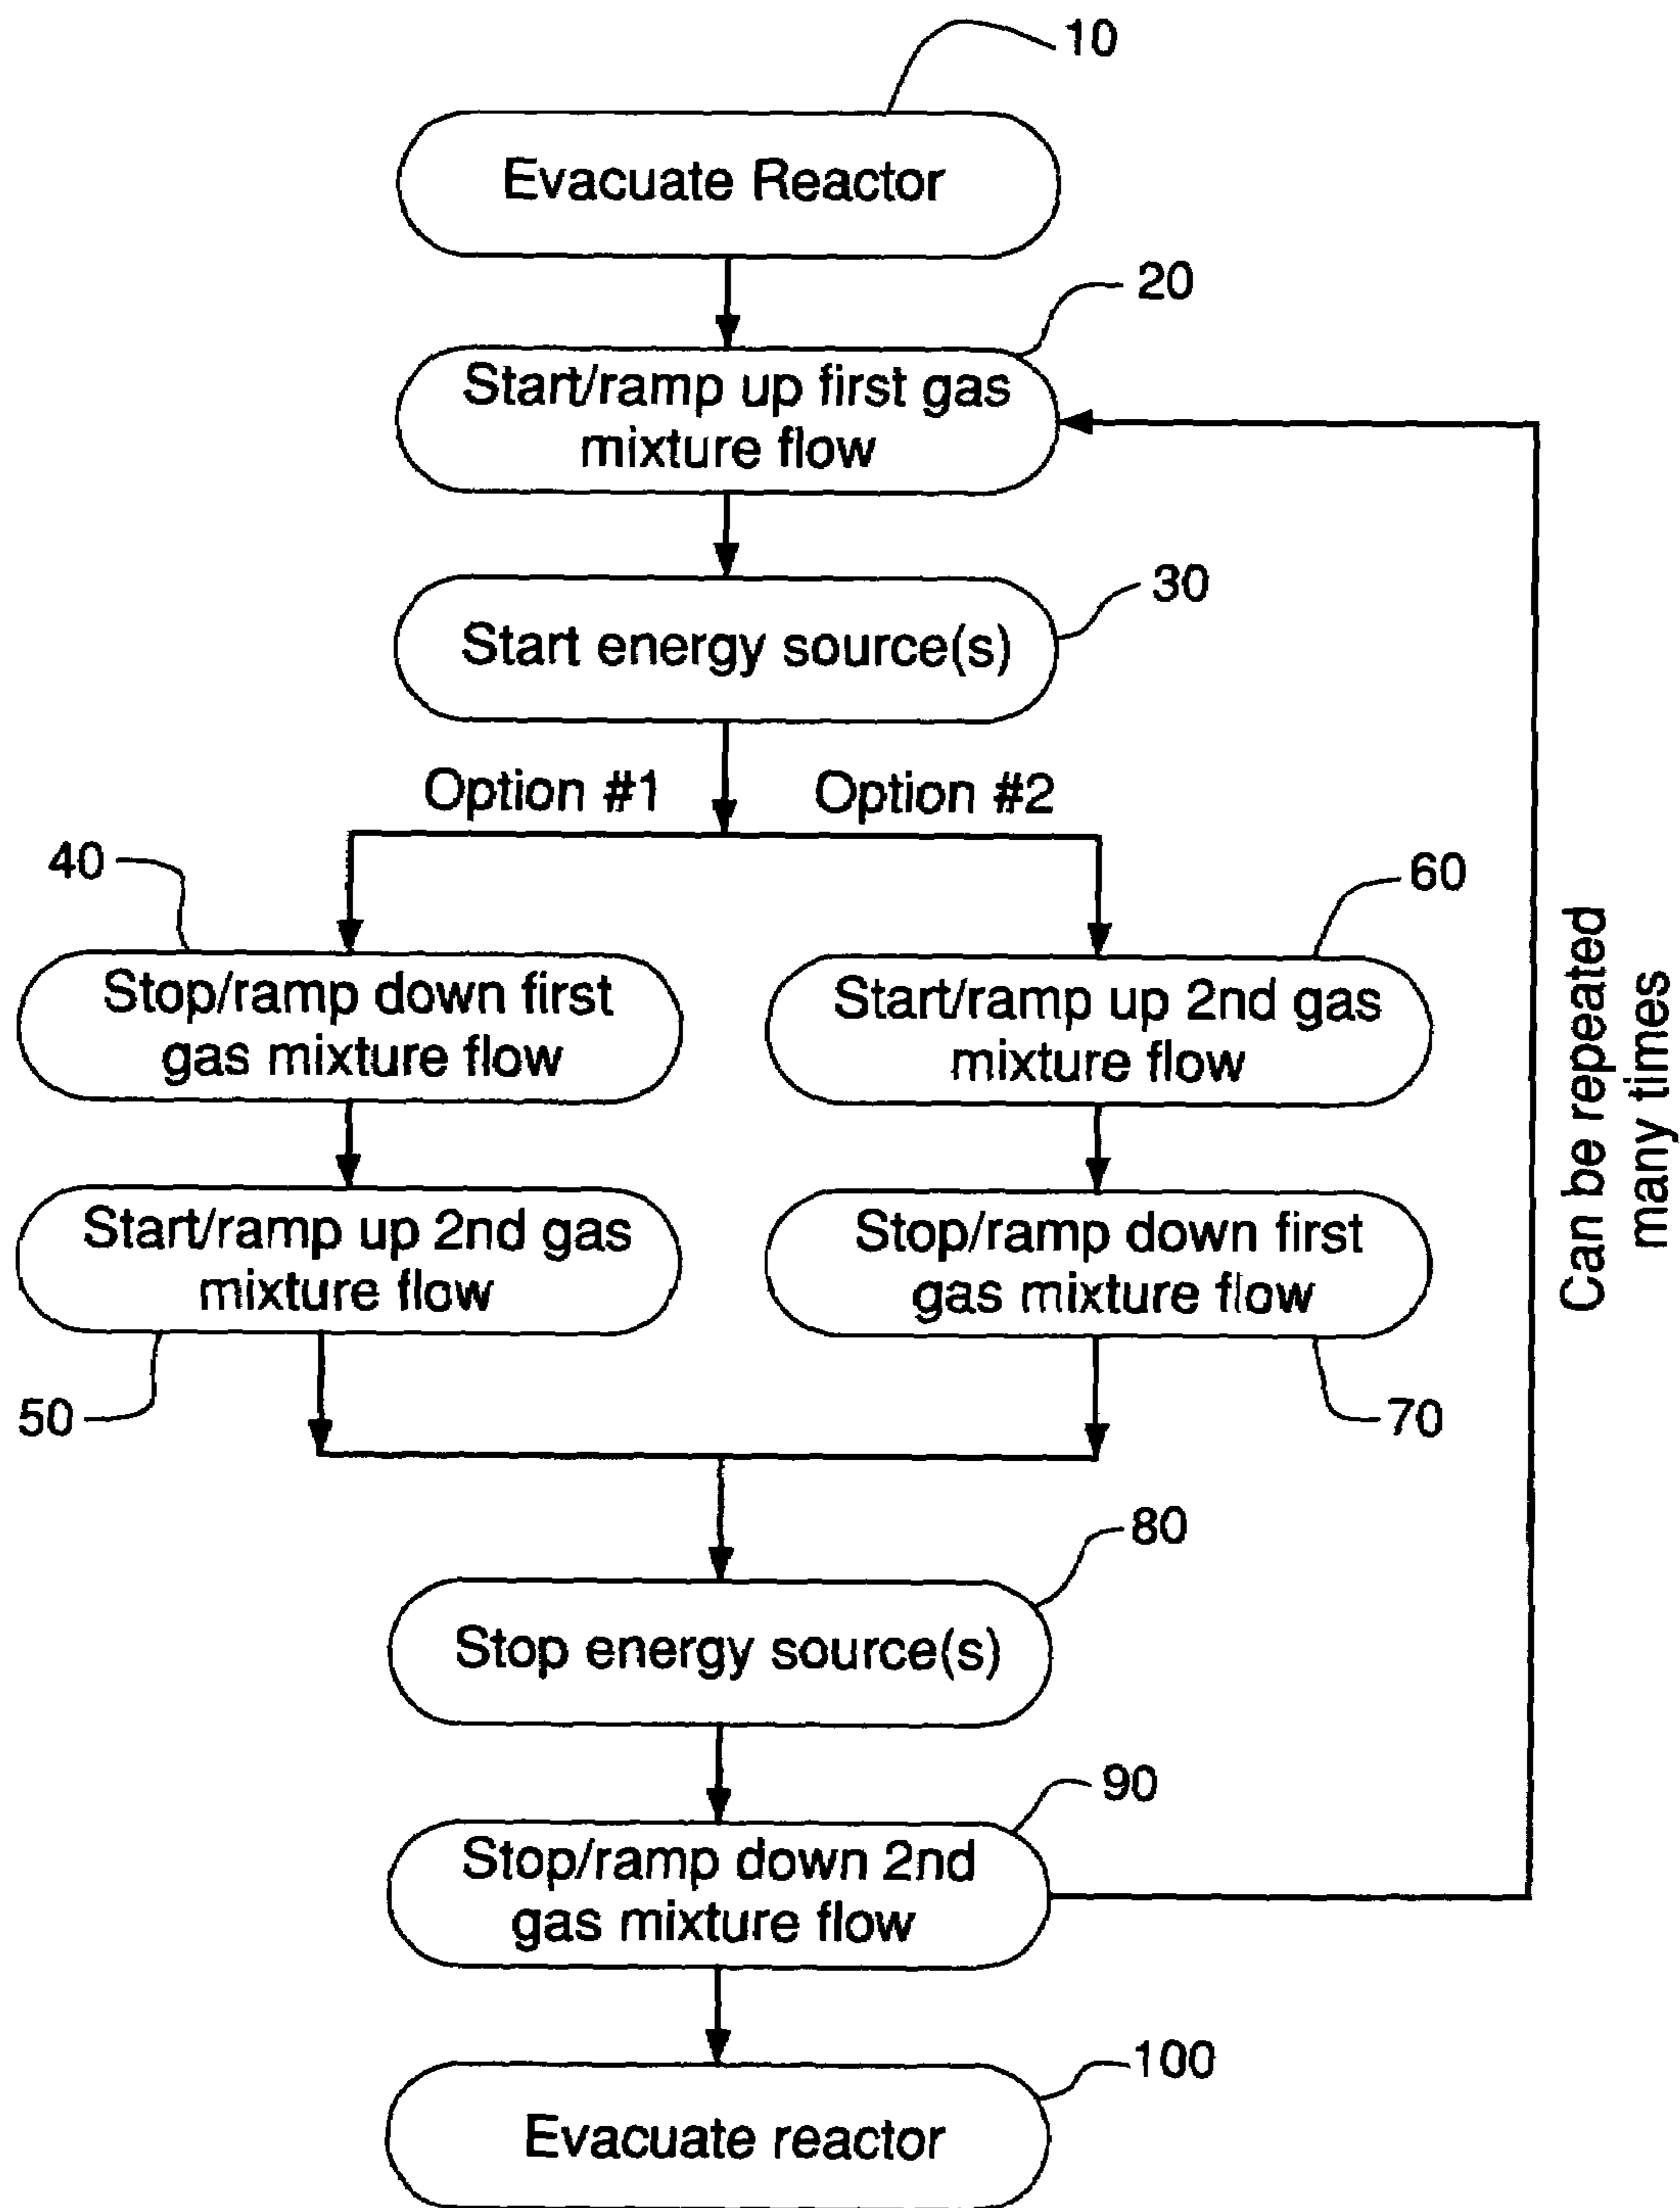 10
Evacuate Reactor
20
Start/ramp up first gas
mixture flow
30
Start energy source(s)
Option #1
Option #2
40
60
Stop/ramp down first
gas mixture flow
Start/ramp up 2nd gas
mixture flow
Start/ramp up 2nd gas
mixture flow
Stop/ramp down first
gas mixture flow
50
70
Can be repeated
many times
80
Stop energy source(s)
90
Stop/ramp down 2nd
gas mixture flow
100
Evacuate reactor